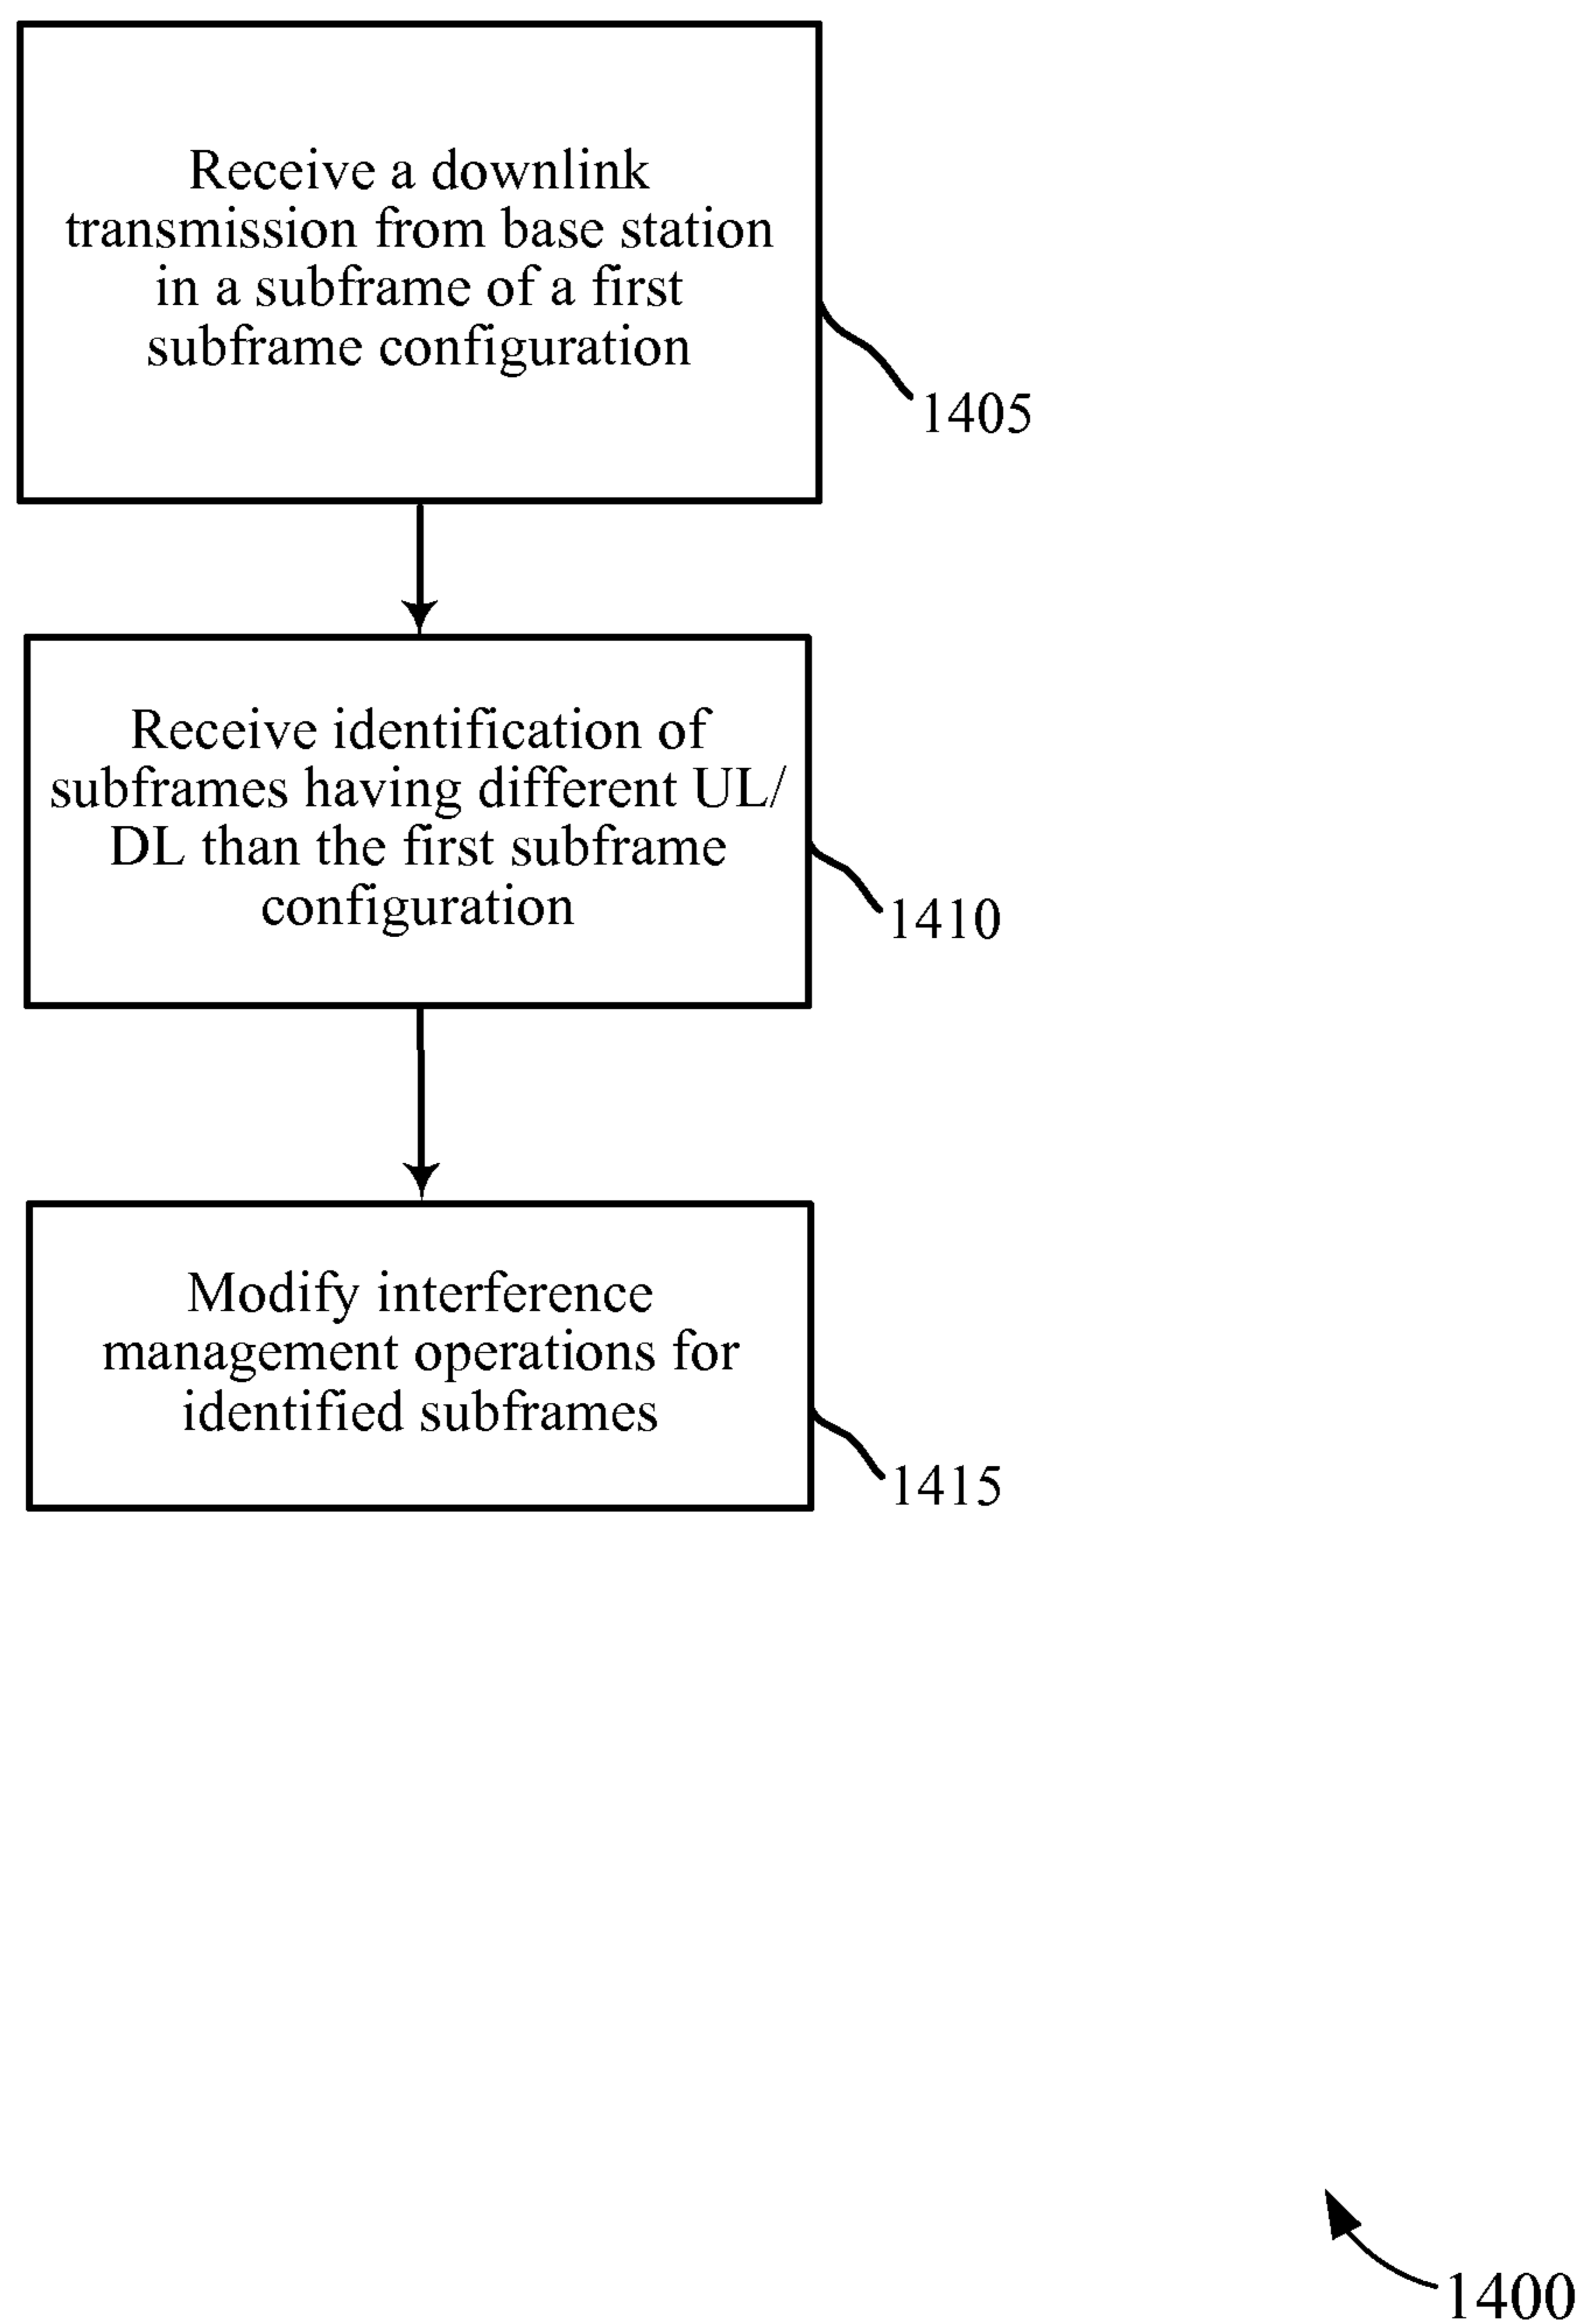 Receive a downlink
transmission from base station
in a subframe of a first
subframe configuration
1405
Receive identification of
subframes having different UL/
DL than the first subframe
configuration
1410
Modify interference
management operations for
identified subframes
1415
1400